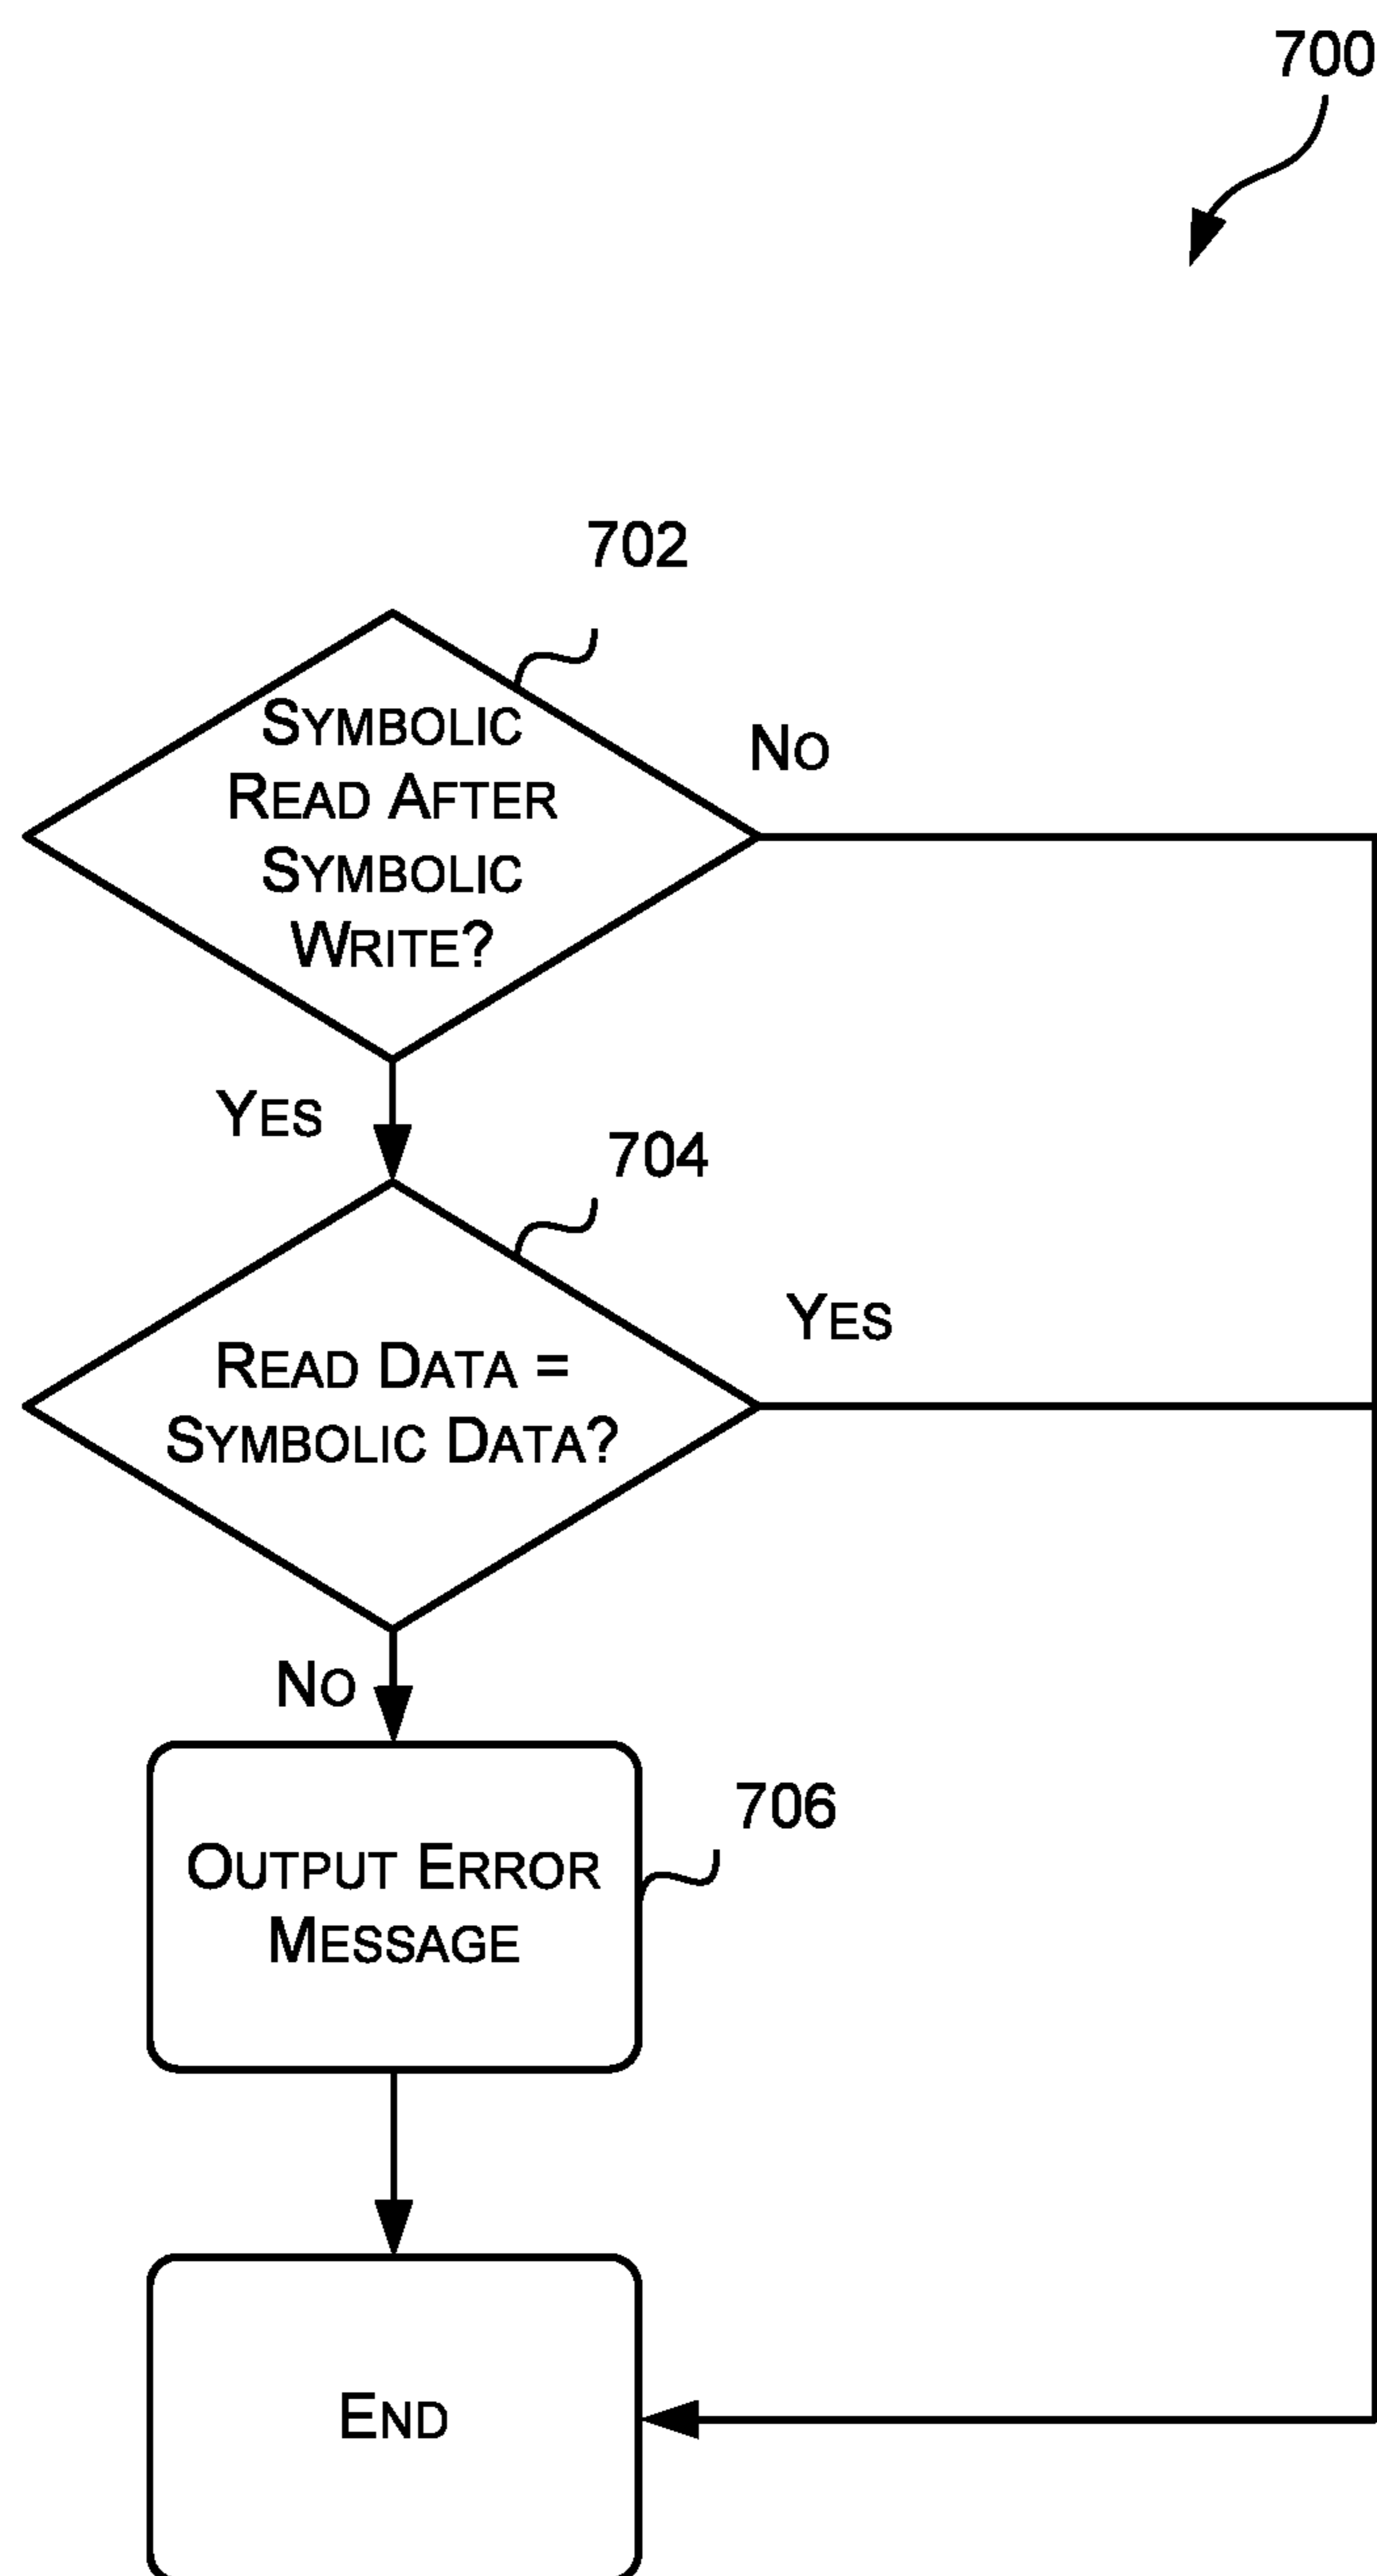 700
702
SYMBOLIC
READ AFTER
SYMBOLIC
WRITE?
NO
YES
704
READ DATA =
SYMBOLIC DATA?
YES
NO
706
OUTPUT ERROR
MESSAGE
END